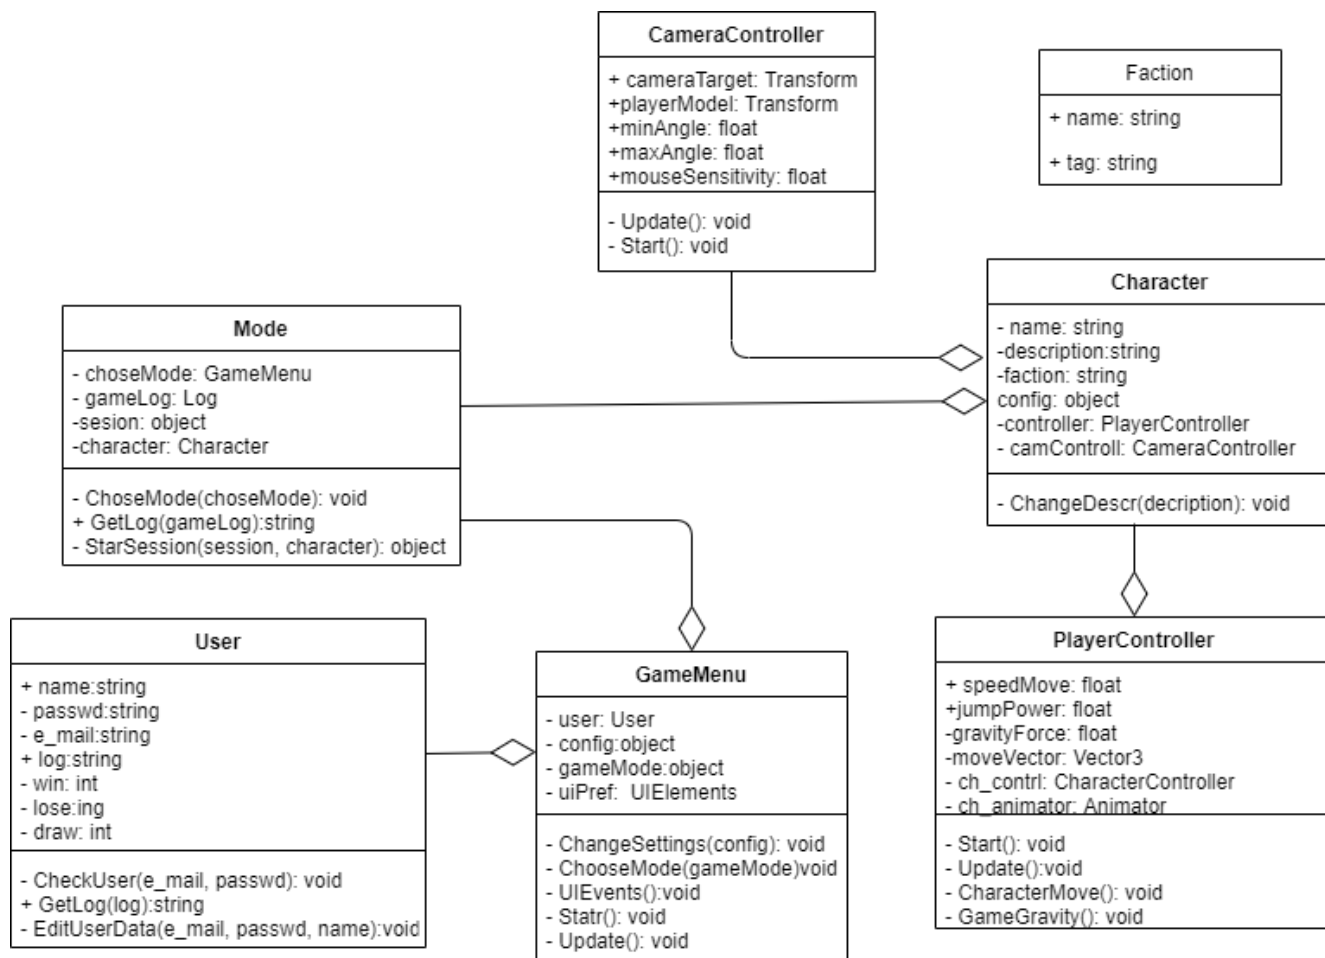 CameraController
+ cameraTarget: Transform
+playerModel: Transform
+minAngle: float
+maxAngle: float
+mouseSensitivity: float
- Update(): void
- Start(): void
Faction
+ name: string
+ tag: string
Character
- name: string
-description:string
-faction: string
config: object
-controller: PlayerController
- camControll: CameraController
- ChangeDescr(decription): void
Mode
- choseMode: GameMenu
- gameLog: Log
-sesion: object
-character: Character
- ChoseMode(choseMode): void
+ GetLog(gameLog):string
- StarSession(session, character): object
User
+ name:string
- passwd:string
- e_mail:string
+ log:string
- win: int
- lose:ing
- draw: int
- CheckUser(e_mail, passwd): void
+ GetLog(log):string
- EditUserData(e_mail, passwd, name):void
GameMenu
- user: User
- config:object
- gameMode:object
- uiPref:  UIElements
- ChangeSettings(config): void
- ChooseMode(gameMode)void
- UIEvents():void
- Statr(): void
- Update(): void
PlayerController
+ speedMove: float
+jumpPower: float
-gravityForce: float
-moveVector: Vector3
- ch_contrl: CharacterController
- ch_animator: Animator
- Start(): void
- Update():void
- CharacterMove(): void
- GameGravity(): void